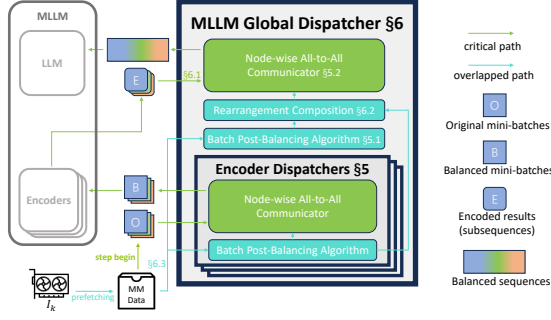 MLLM
LLM
Encoders
E
§6.1
B
O
step begin
§6.3
I_k
prefetching
MM
Data
MLLM Global Dispatcher §6
Node-wise All-to-All
Communicator §5.2
Rearrangement Composition §6.2
Batch Post-Balancing Algorithm §5.1
Encoder Dispatchers §5
Node-wise All-to-All
Communicator
Batch Post-Balancing Algorithm
critical path
overlapped path
O
Original mini-batches
B
Balanced mini-batches
E
Encoded results
(subsequences)
Balanced sequences